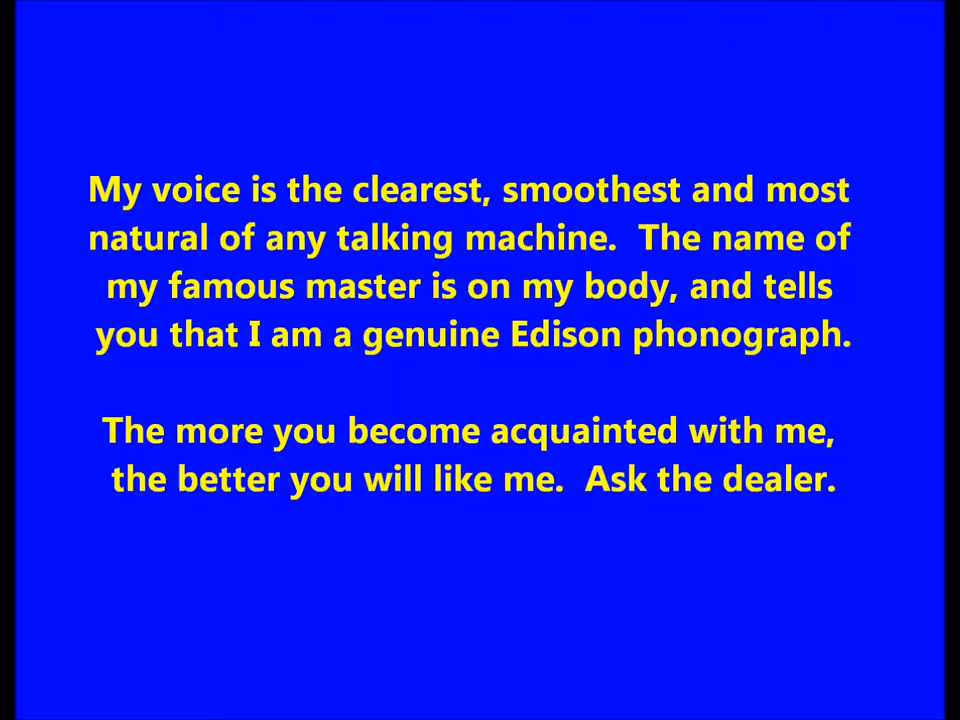 My voice is the clearest, smoothest and most
natural of any talking machine.  The name of
my famous master is on my body, and tells
you that I am a genuine Edison phonograph.
The more you become acquainted with me,
the better you will like me.  Ask the dealer.